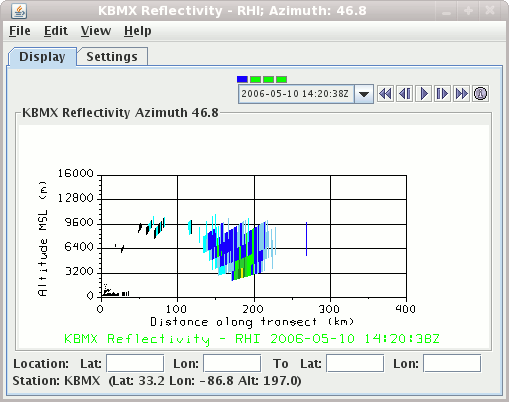 KBMX Reflectivity - RHI; Azimuth: 46.8
File Edit View Help
Display Settings
2006-05-10 14:20:38Z
KBMX Reflectivity Azimuth 46.8
16000
12800
9600
6400
3200
0
Altitude MSL (m)
0 100 200 300 400
Distance along transect (km)
KBMX Reflectivity - RHI 2006-05-10 14:20:38Z
Location: Lat: Lon: To Lat: Lon:
Station: KBMX (Lat: 33.2 Lon: -86.8 Alt: 197.0)